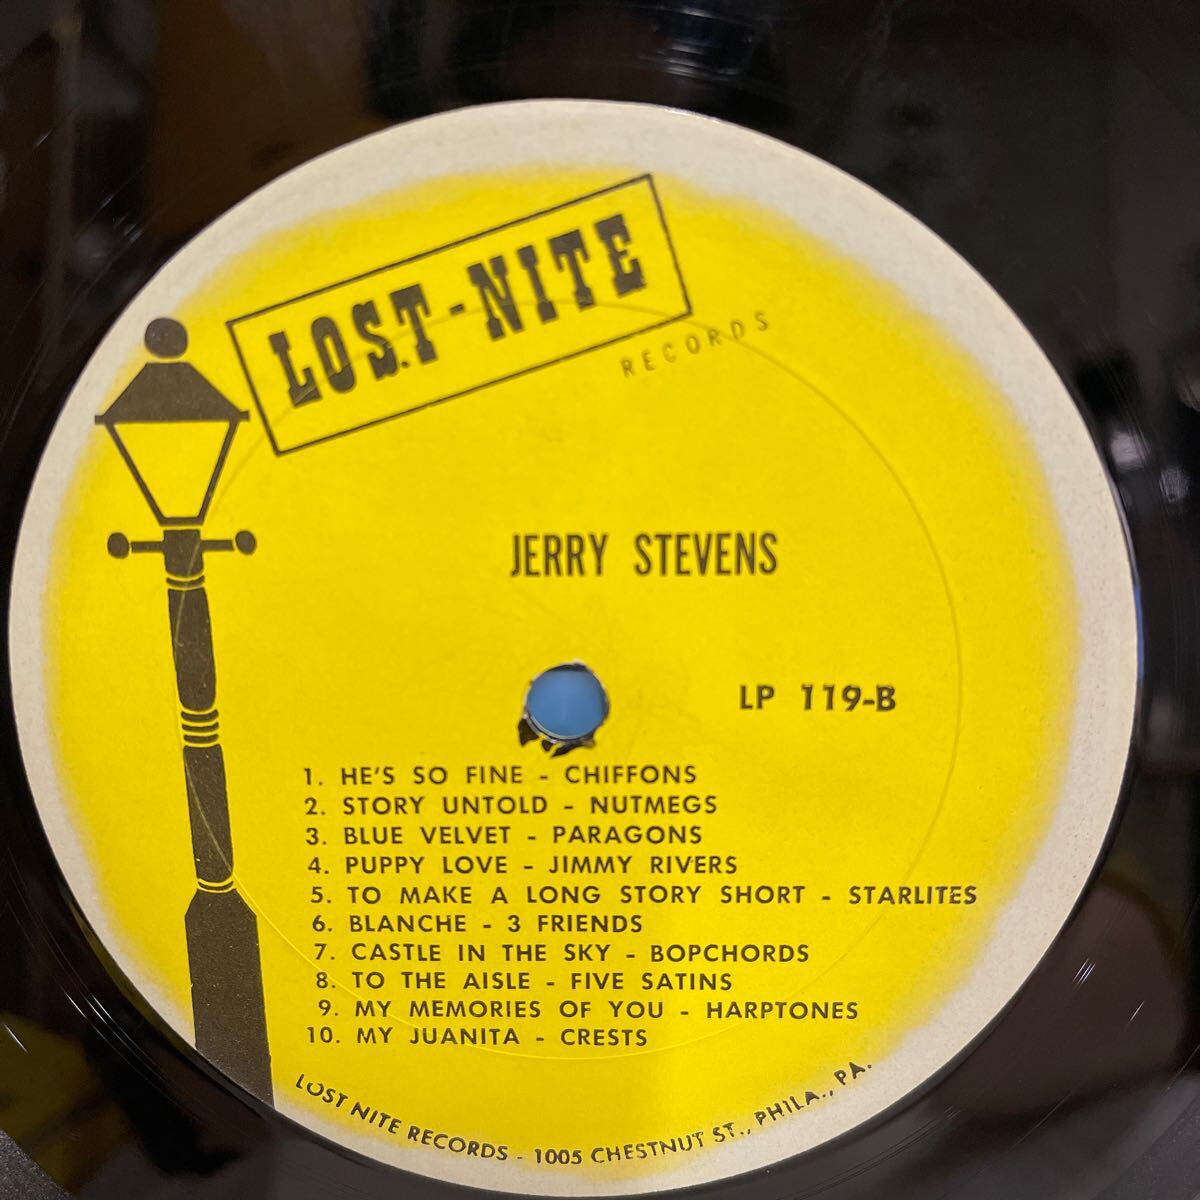 LOST-NITE
RECORDS
JERRY STEVENS
LP 119-B
1. HE'S SO FINE - CHIFFONS
2. STORY UNTOLD - NUTMEGS
3. BLUE VELVET - PARAGONS
4. PUPPY LOVE - JIMMY RIVERS
5. TO MAKE A LONG STORY SHORT - STARLITES
6. BLANCHE - 3 FRIENDS
7. CASTLE IN THE SKY - BOPCHORDS
8. TO THE AISLE - FIVE SATINS
9. MY MEMORIES OF YOU - HARPTONES
10. MY JUANITA - CRESTS
LOST NITE RECORDS - 1005 CHESTNUT ST., PHILA., PA.